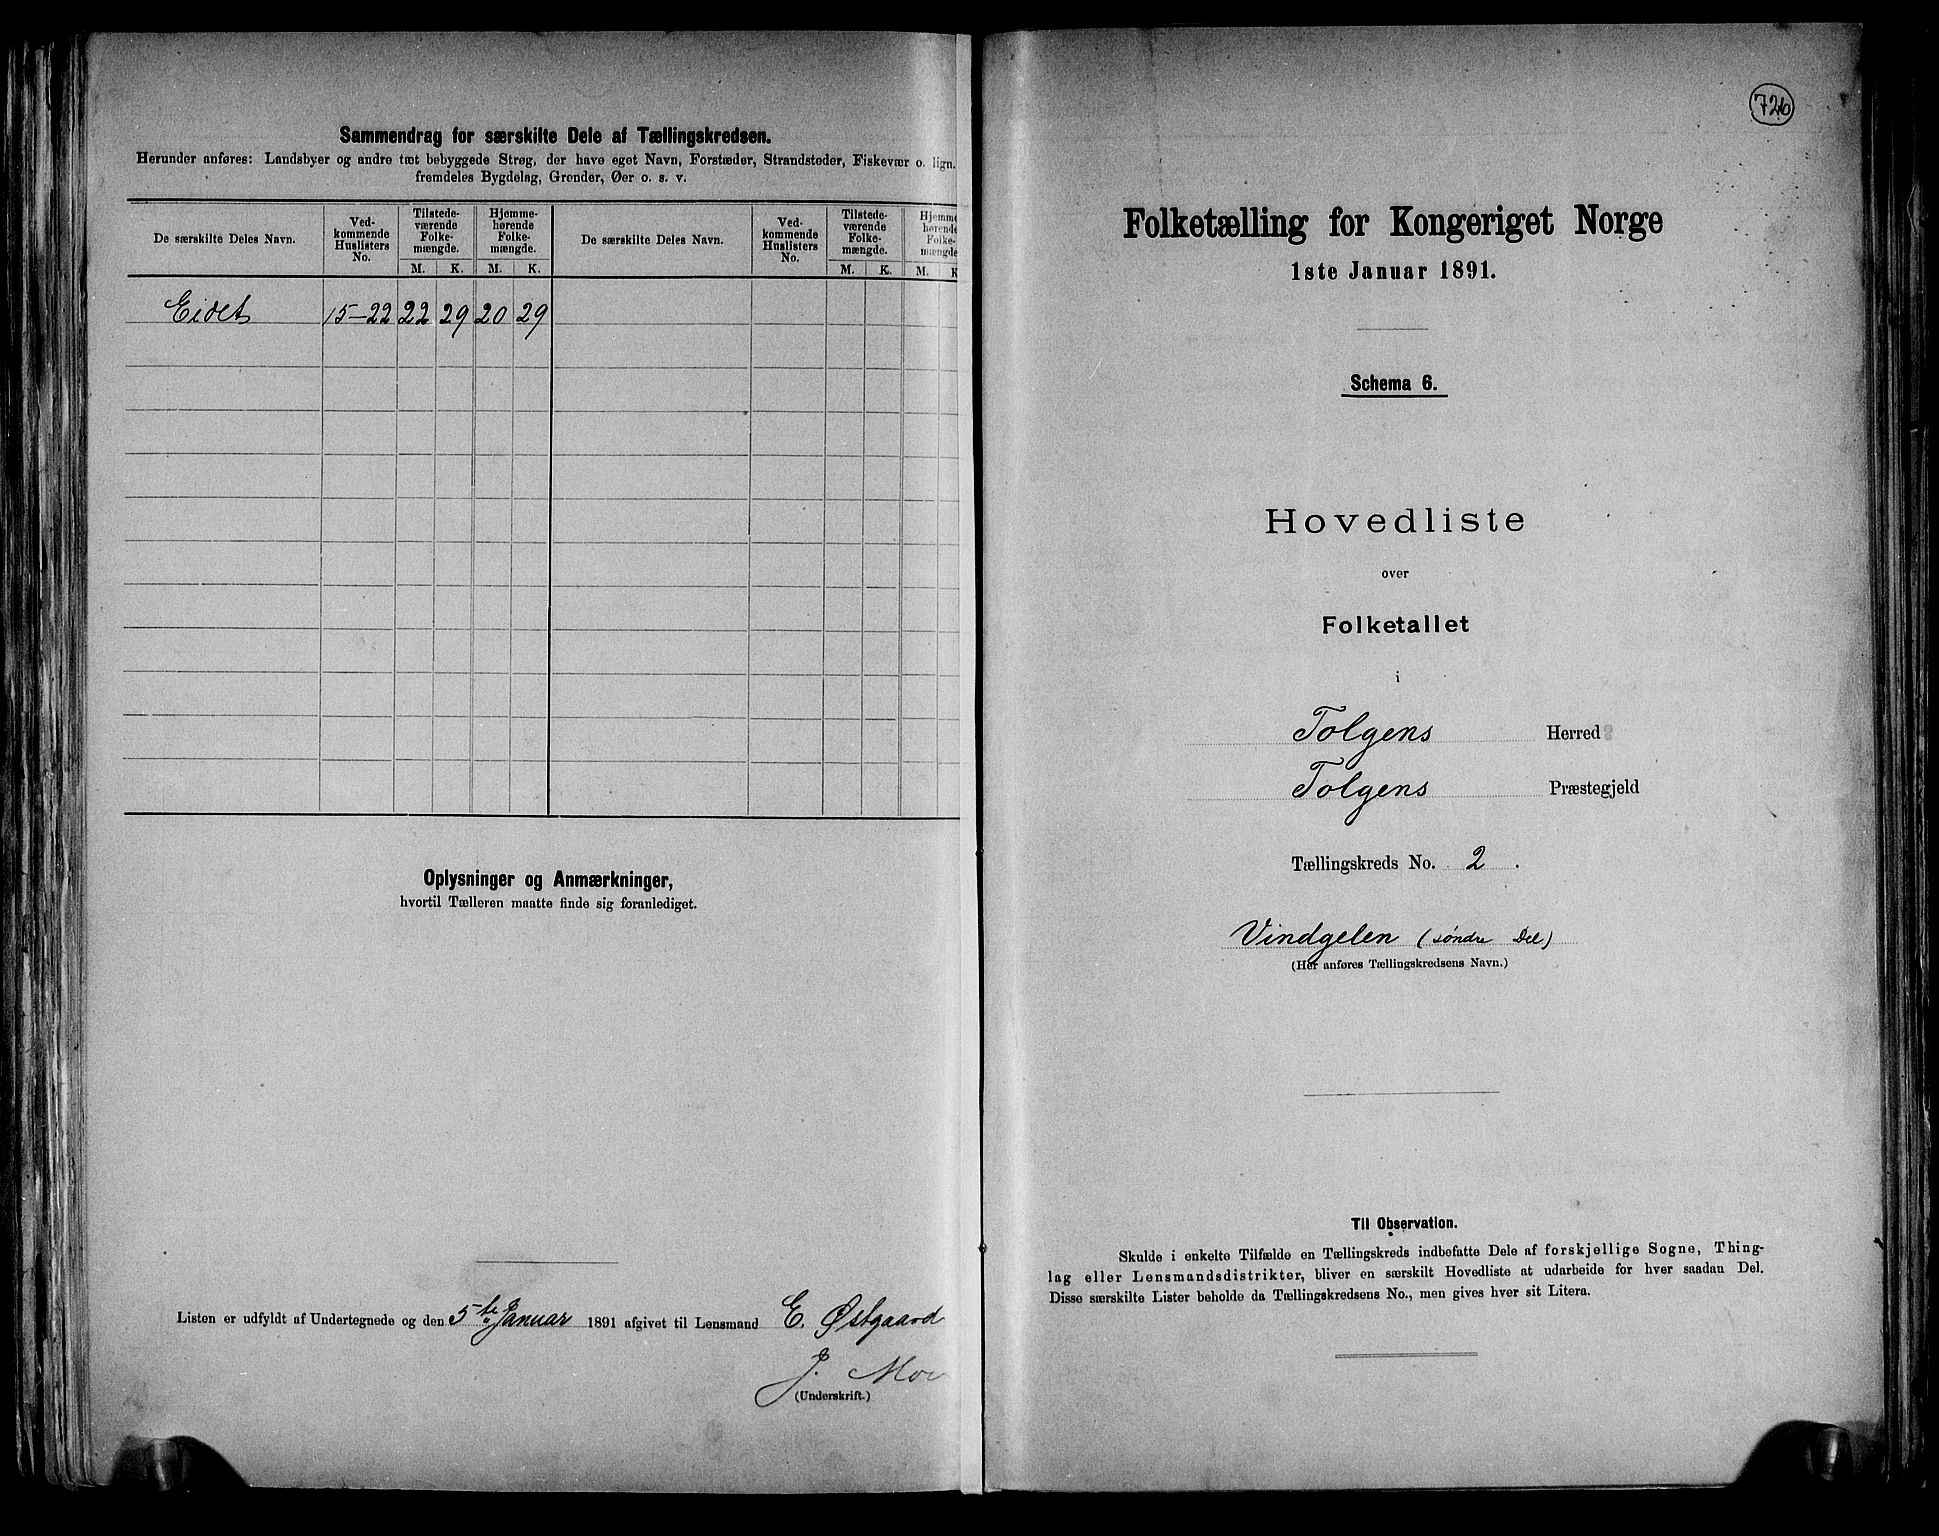 Sammendrag for særskilte Dele af Tællingskredsen.
Herunder anføres: Landsbyer og andre tæt bebyggede Strøg, der have eget Navn, Forstæder, Strandsteder, Fiskevær o. lign.
fremdeles Bygdelag, Grender, Øer o. s. v.
De særskilte Deles Navn. Ved-kommende Huslisters No. Tilstede-værende Folke-mængde. Hjemme-hørende Folke-mængde. De særskilte Deles Navn. Ved-kommende Huslisters No. Tilstede-værende Folke-mængde. Hjemme hørende Folke-mængde
M. K. M. K. M. K. M. K
Eidet 15-22 22 29 20 29
Oplysninger og Anmærkninger,
hvortil Tælleren maatte finde sig foranlediget.
Listen er udfyldt af Undertegnede og den 5te Januar 1891 afgivet til Lensmand E. Østgaard
J. Moe
(Underskrift.)
726
Folketælling for Kongeriget Norge
1ste Januar 1891.
Schema 6.
Hovedliste
over
Folketallet
i
Tolgens Herred
Tolgens Præstegjeld
Tællingskreds No. 2.
Vindgelen (søndre Del)
(Her anføres Tællingskredsens Navn.)
Til Observation.
Skulde i enkelte Tilfælde en Tællingskreds indbefatte Dele af forskjellige Sogne, Thing-
lag eller Lensmandsdistrikter, bliver en særskilt Hovedliste at udarbeide for hver saadan Del.
Disse særskilte Lister beholde da Tællingskredsens No., men gives hver sit Litera.